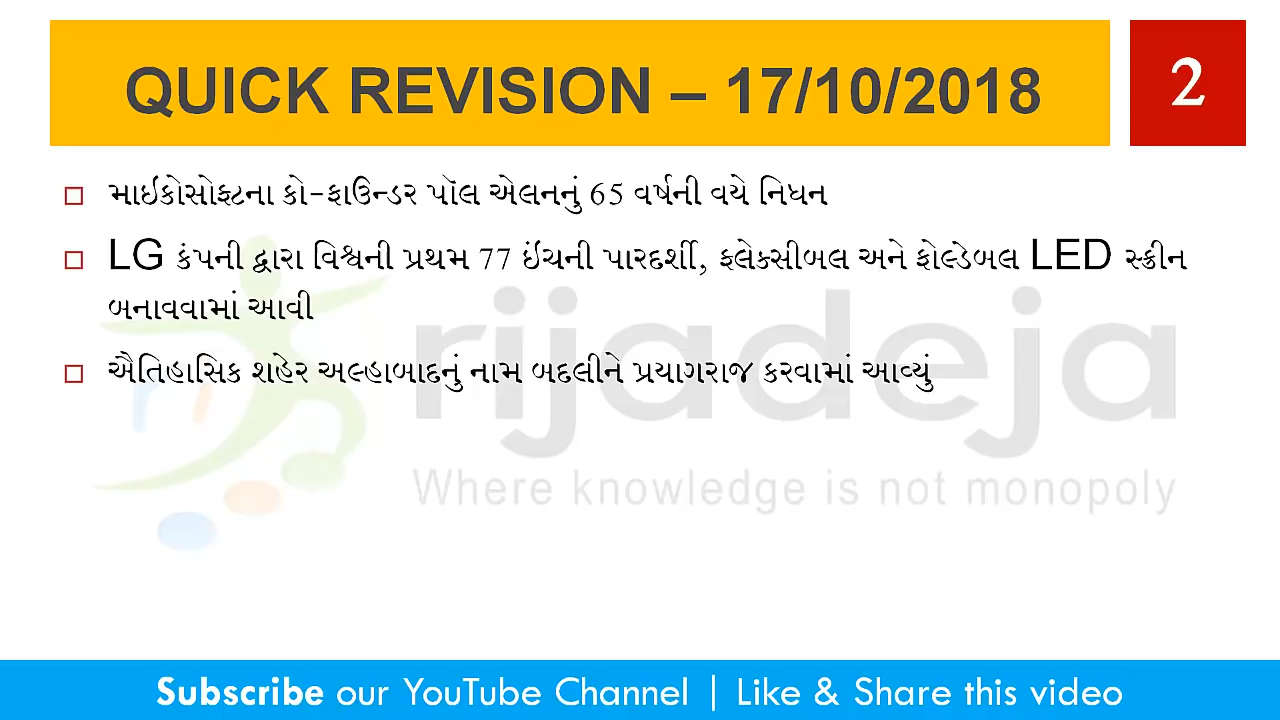 QUICK REVISION – 17/10/2018
2
માઇક્રોસોફ્ટના કો-ફાઉન્ડર પૉલ એલનનું 65 વર્ષની વયે નિધન
LG કંપની દ્વારા વિશ્વની પ્રથમ 77 ઇંચની પારદર્શી, ફ્લેક્સીબલ અને ફોલ્ડેબલ LED સ્ક્રીન
બનાવવામાં આવી
ઐતિહાસિક શહેર અલ્હાબાદનું નામ બદલીને પ્રયાગરાજ કરવામાં આવ્યું
rijadeja
Where knowledge is not monopoly
Subscribe our YouTube Channel | Like & Share this video